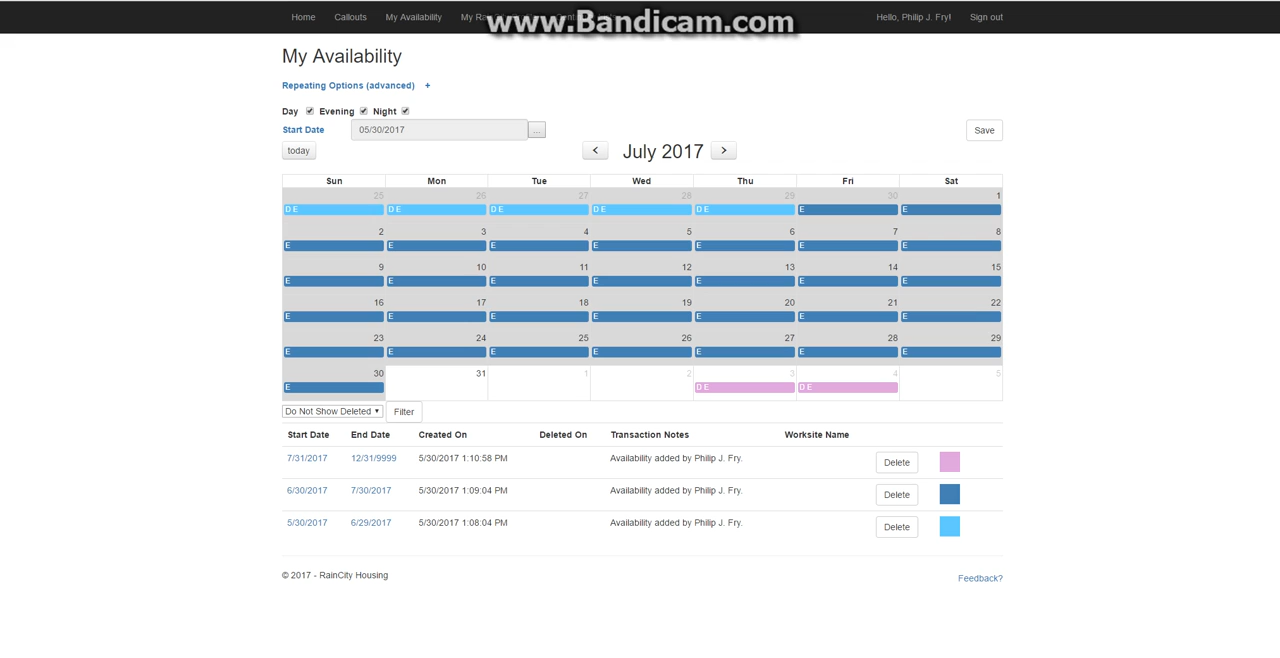 Home Callouts My Availability My Ra Hello, Philip J. Fry! Sign out
www.Bandicam.com
My Availability
Repeating Options (advanced) +
Day Evening Night
Start Date 05/30/2017 ... Save
today < July 2017 >
Sun Mon Tue Wed Thu Fri Sat
25 26 27 28 29 30 1
D E D E D E D E D E E E
2 3 4 5 6 7 8
E E E E E E E
9 10 11 12 13 14 15
E E E E E E E
16 17 18 19 20 21 22
E E E E E E E
23 24 25 26 27 28 29
E E E E E E E
30 31 1 2 3 4 5
E D E D E
Do Not Show Deleted Filter
Start Date End Date Created On Deleted On Transaction Notes Worksite Name
7/31/2017 12/31/9999 5/30/2017 1:10:58 PM Availability added by Philip J. Fry. Delete
6/30/2017 7/30/2017 5/30/2017 1:09:04 PM Availability added by Philip J. Fry. Delete
5/30/2017 6/29/2017 5/30/2017 1:08:04 PM Availability added by Philip J. Fry. Delete
© 2017 - RainCity Housing Feedback?